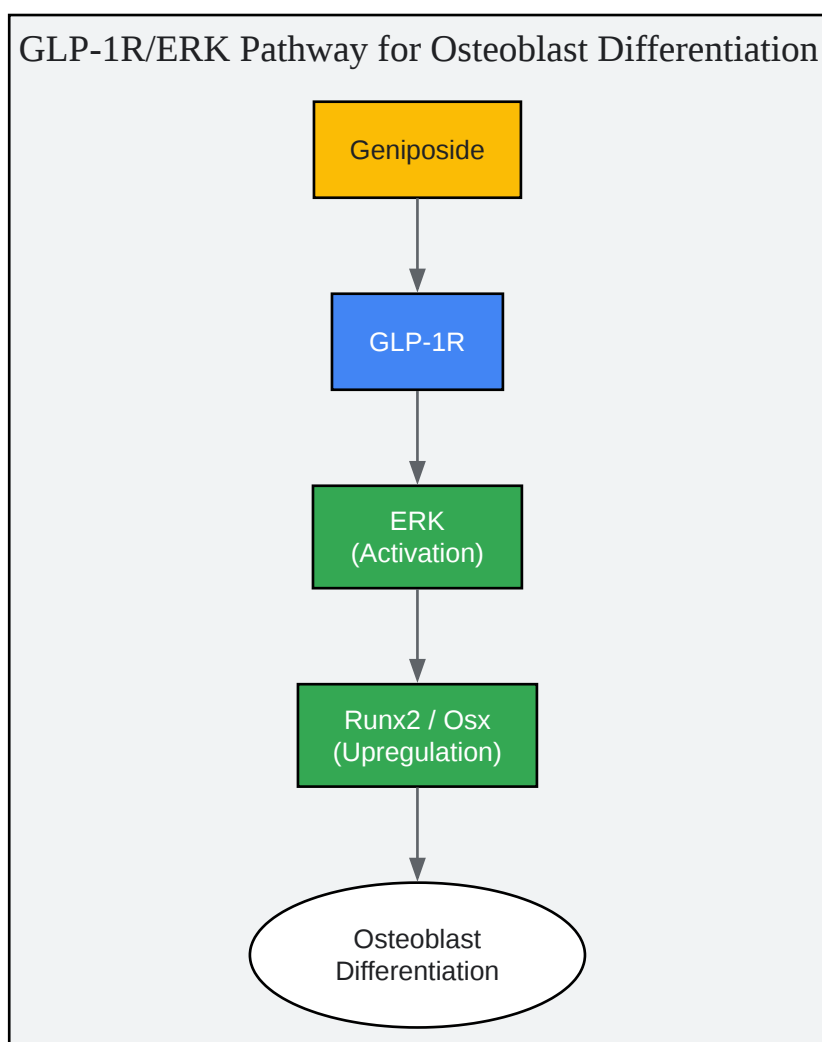 GLP-1R/ERK Pathway for Osteoblast Differentiation
Geniposide
GLP-1R
ERK
(Activation)
Runx2 / Osx
(Upregulation)
Osteoblast
Differentiation